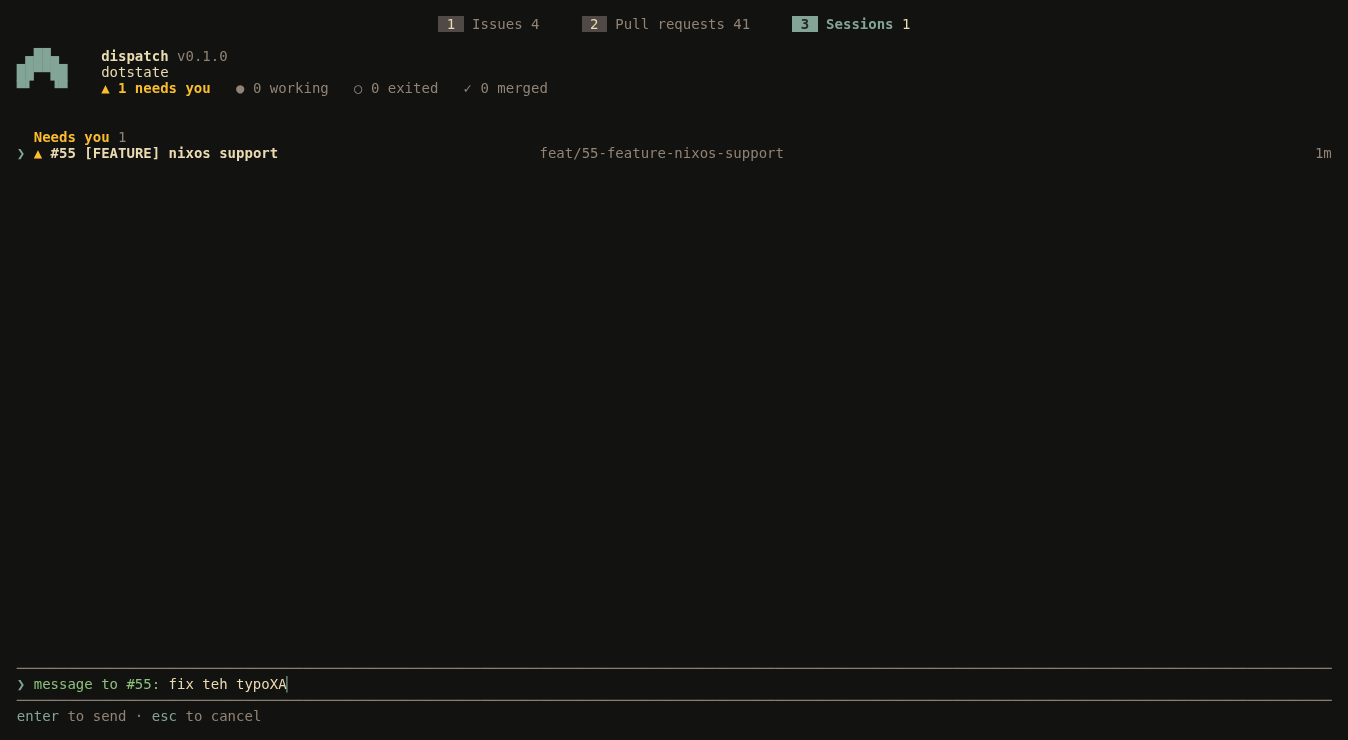 1 Issues 4 2 Pull requests 41 3 Sessions 1
dispatch v0.1.0
dotstate
▲ 1 needs you ● 0 working ○ 0 exited ✓ 0 merged
Needs you 1
❯ ▲ #55 [FEATURE] nixos support feat/55-feature-nixos-support 1m
❯ message to #55: fix teh typoXA
enter to send · esc to cancel